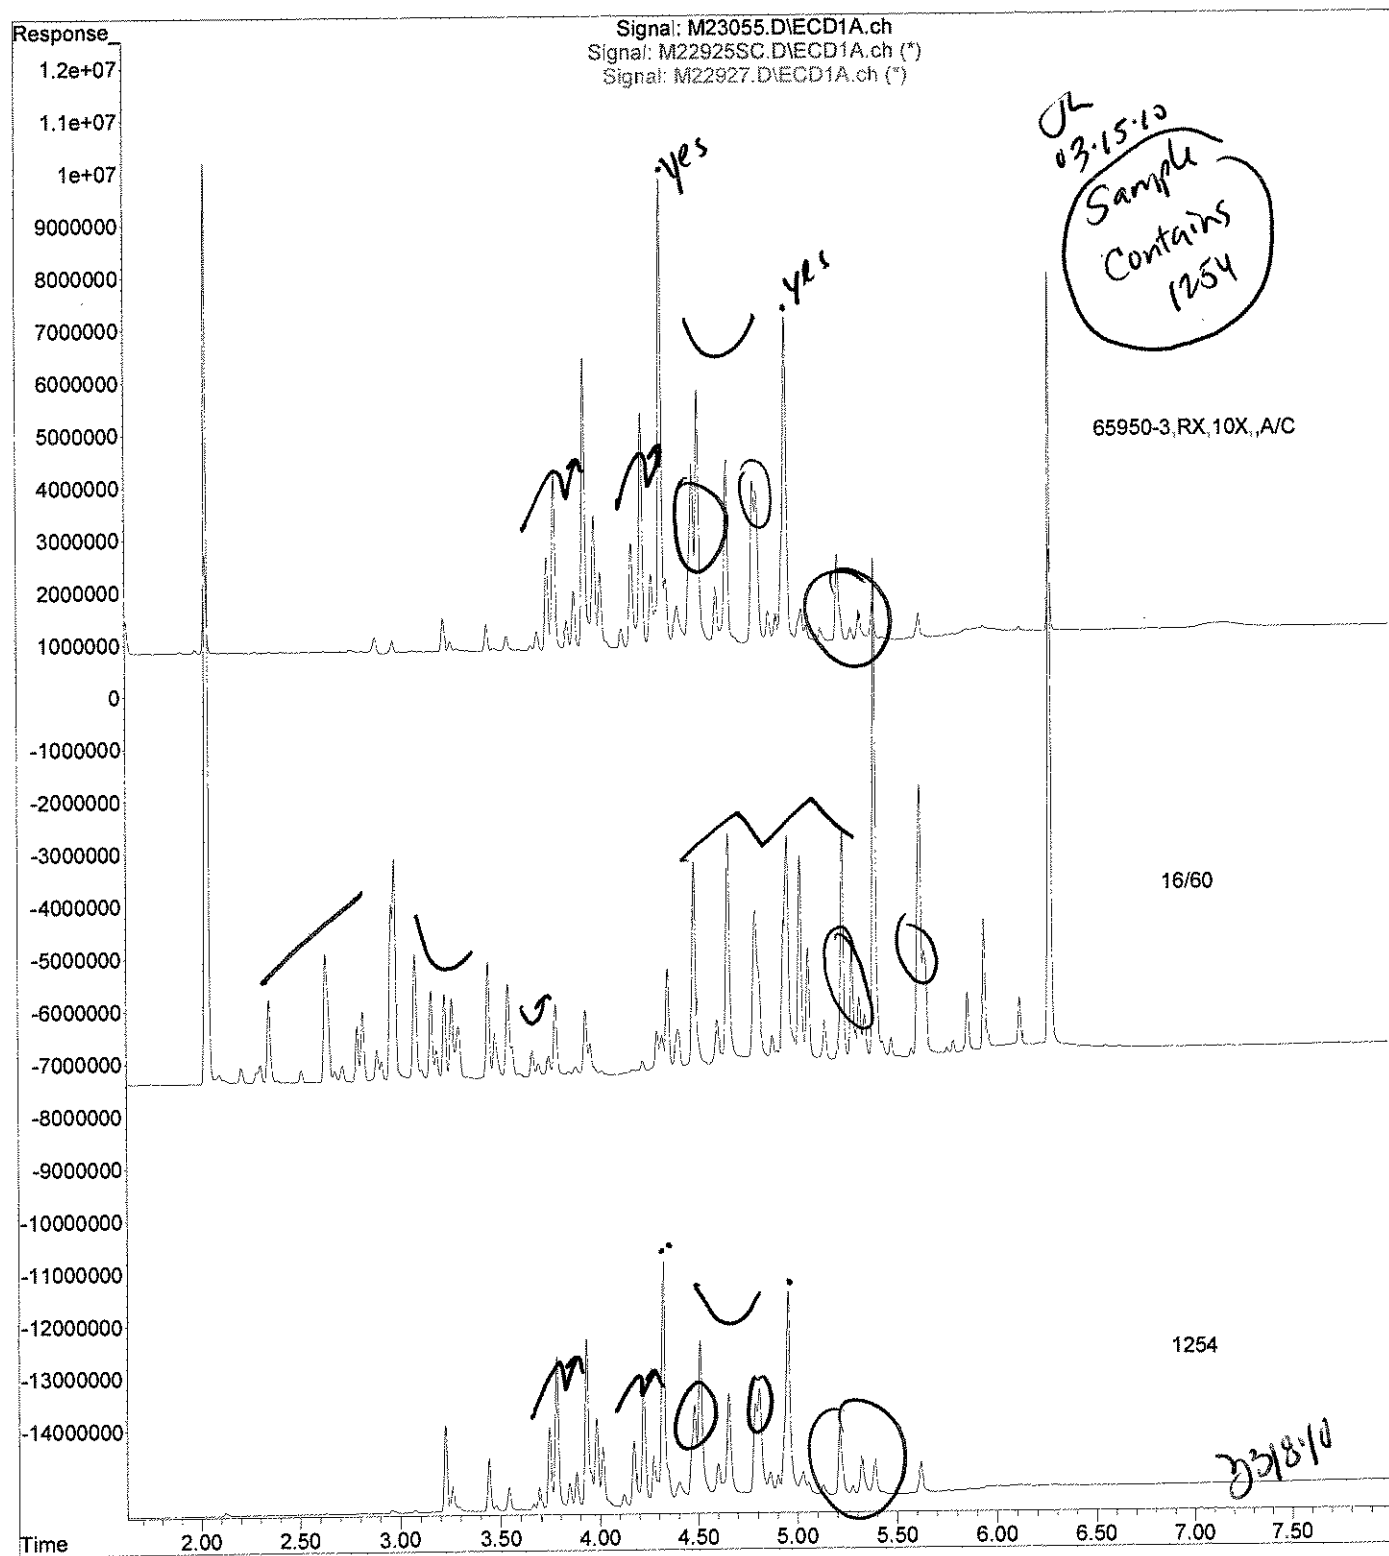 Signal: M23055.D\ECD1A.ch
Signal: M22925SC.D\ECD1A.ch (*)
Signal: M22927.D\ECD1A.ch (*)
Response_
1.2e+07
1.1e+07
1e+07
9000000
8000000
7000000
6000000
5000000
4000000
3000000
2000000
1000000
0
-1000000
-2000000
-3000000
-4000000
-5000000
-6000000
-7000000
-8000000
-9000000
-10000000
-11000000
-12000000
-13000000
-14000000
yes
yes
03.15.10
Sample
Contains
1254
65950-3,RX,10X,,A/C
16/60
1254
Time
2.00 2.50 3.00 3.50 4.00 4.50 5.00 5.50 6.00 6.50 7.00 7.50